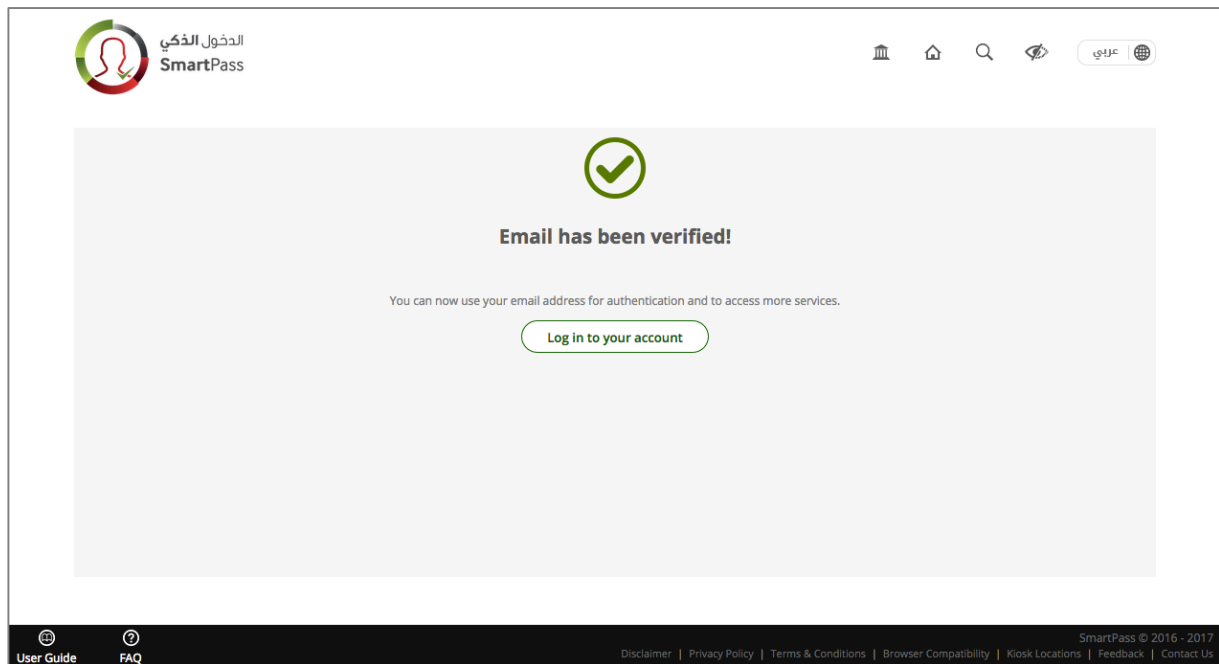 الدخول الذكي
SmartPass
عربي
Email has been verified!
You can now use your email address for authentication and to access more services.
Log in to your account
User Guide
FAQ
SmartPass © 2016 - 2017
Disclaimer | Privacy Policy | Terms & Conditions | Browser Compatibility | Kiosk Locations | Feedback | Contact Us